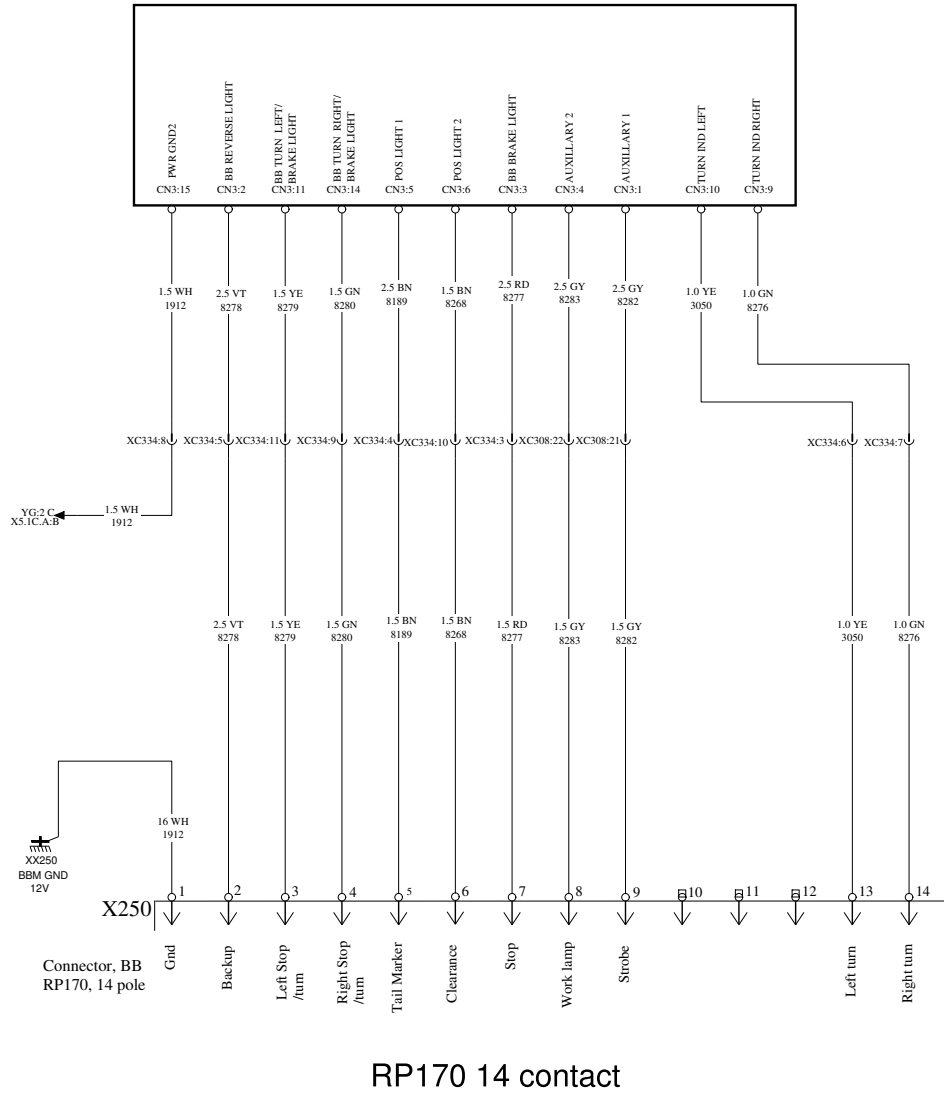 PWR GND2
BB REVERSE LIGHT
BB TURN LEFT/
BRAKE LIGHT
BB TURN RIGHT/
BRAKE LIGHT
POS LIGHT 1
POS LIGHT 2
BB BRAKE LIGHT
AUXILLARY 2
AUXILLARY 1
TURN IND LEFT
TURN IND RIGHT
CN3:15
CN3:2
CN3:11
CN3:14
CN3:5
CN3:6
CN3:3
CN3:4
CN3:1
CN3:10
CN3:9
1.5 WH
1912
2.5 VT
8278
1.5 YE
8279
1.5 GN
8280
2.5 BN
8189
1.5 BN
8268
2.5 RD
8277
2.5 GY
8283
2.5 GY
8282
1.0 YE
3050
1.0 GN
8276
XC334:8
XC334:5
XC334:11
XC334:9
XC334:4
XC334:10
XC334:3
XC308:22
XC308:21
XC334:6
XC334:7
YG:2 C
X5.1C.A:B
1.5 WH
1912
2.5 VT
8278
1.5 YE
8279
1.5 GN
8280
1.5 BN
8189
1.5 BN
8268
1.5 RD
8277
1.5 GY
8283
1.5 GY
8282
1.0 YE
3050
1.0 GN
8276
16 WH
1912
XX250
BBM GND
12V
X250
1
2
3
4
5
6
7
8
9
10
11
12
13
14
Connector, BB
RP170, 14 pole
Gnd
Backup
Left Stop
/turn
Right Stop
/turn
Tail Marker
Clearance
Stop
Work lamp
Strobe
Left turn
Right turn
RP170 14 contact